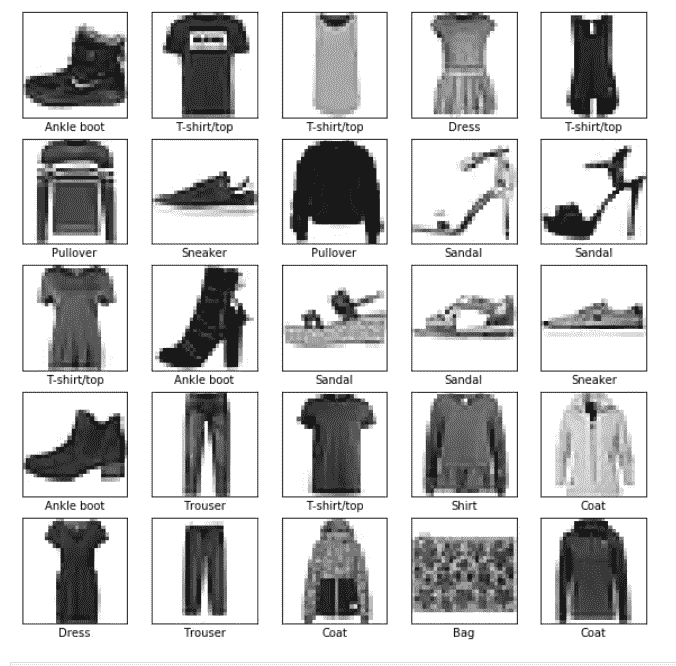 Ankle boot T-shirt/top T-shirt/top Dress T-shirt/top
Pullover Sneaker Pullover Sandal Sandal
T-shirt/top Ankle boot Sandal Sandal Sneaker
Ankle boot Trouser T-shirt/top Shirt Coat
Dress Trouser Coat Bag Coat